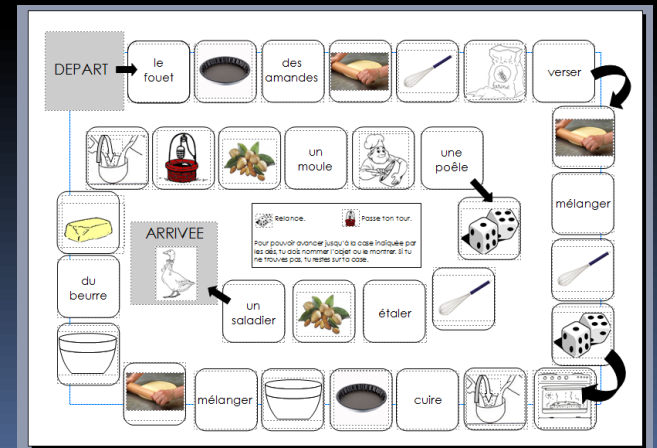 DEPART
le
fouet
des
amandes
farine
verser
mélanger
cuire
mélanger
du
beurre
un
moule
une
poêle
Relance.
Passe ton tour.
Pour pouvoir avancer jusqu'à la case indiquée par
les dés, tu dois nommer l'objet ou le montrer. Si tu
ne trouves pas, tu restes sur ta case.
étaler
un
saladier
ARRIVEE